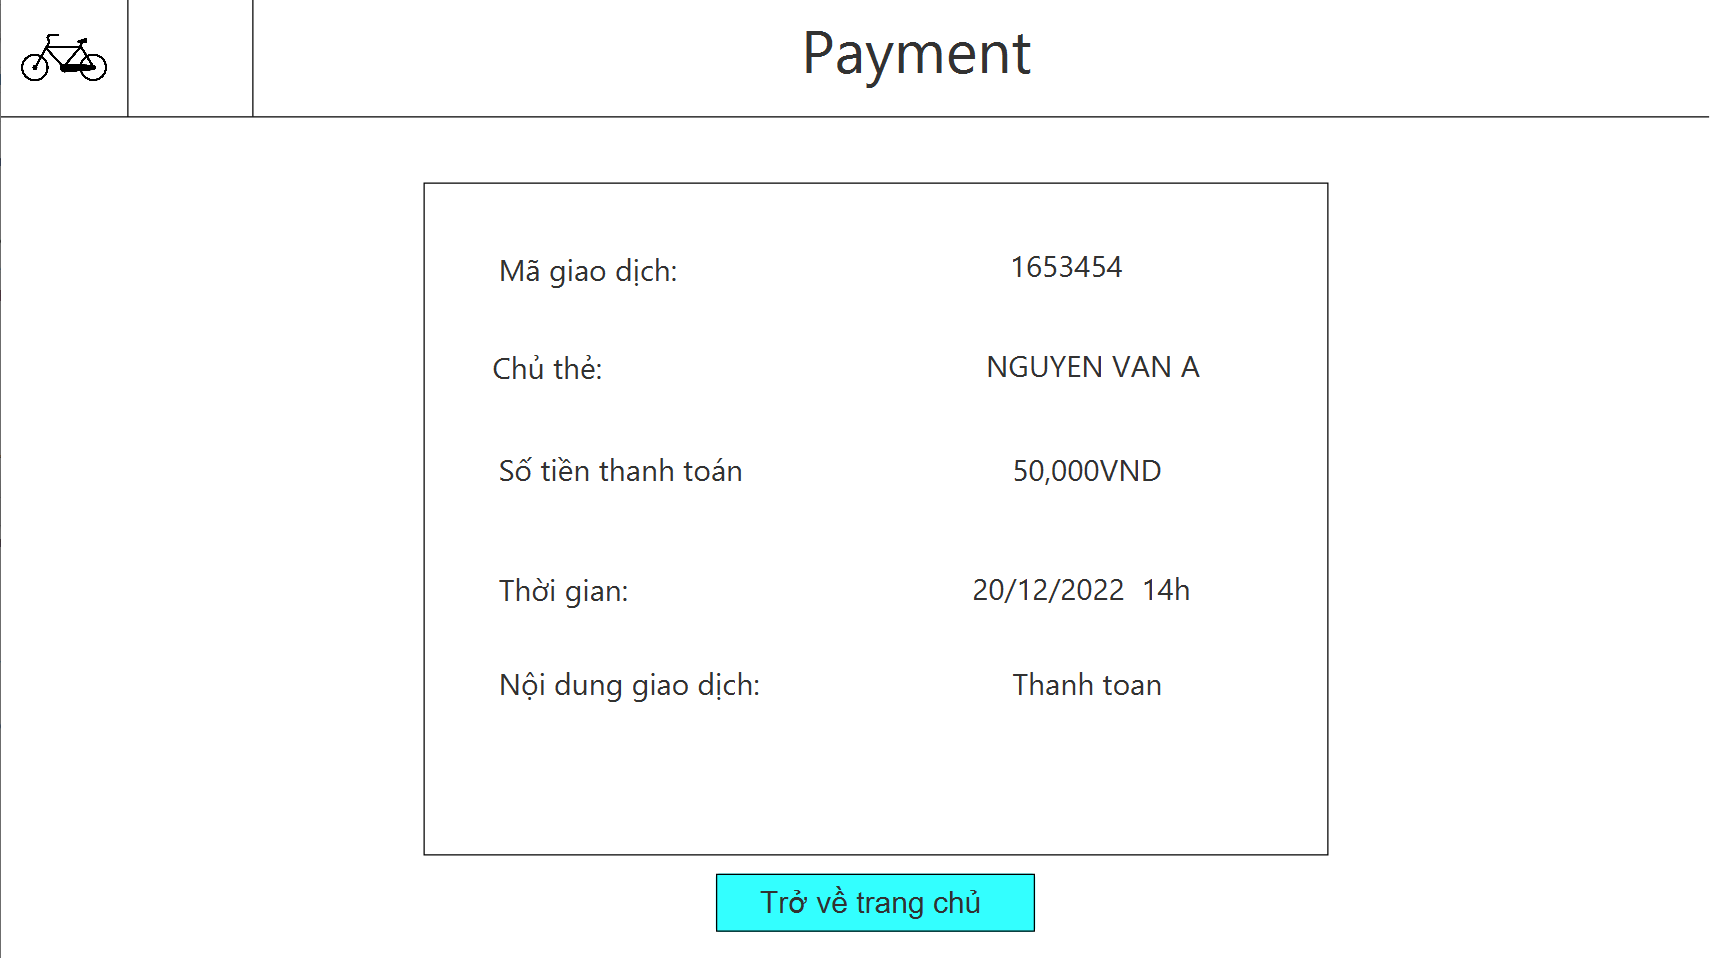 Payment
Mã giao dịch: 1653454
Chủ thẻ: NGUYEN VAN A
Số tiền thanh toán 50,000VND
Thời gian: 20/12/2022 14h
Nội dung giao dịch: Thanh toan
Trở về trang chủ